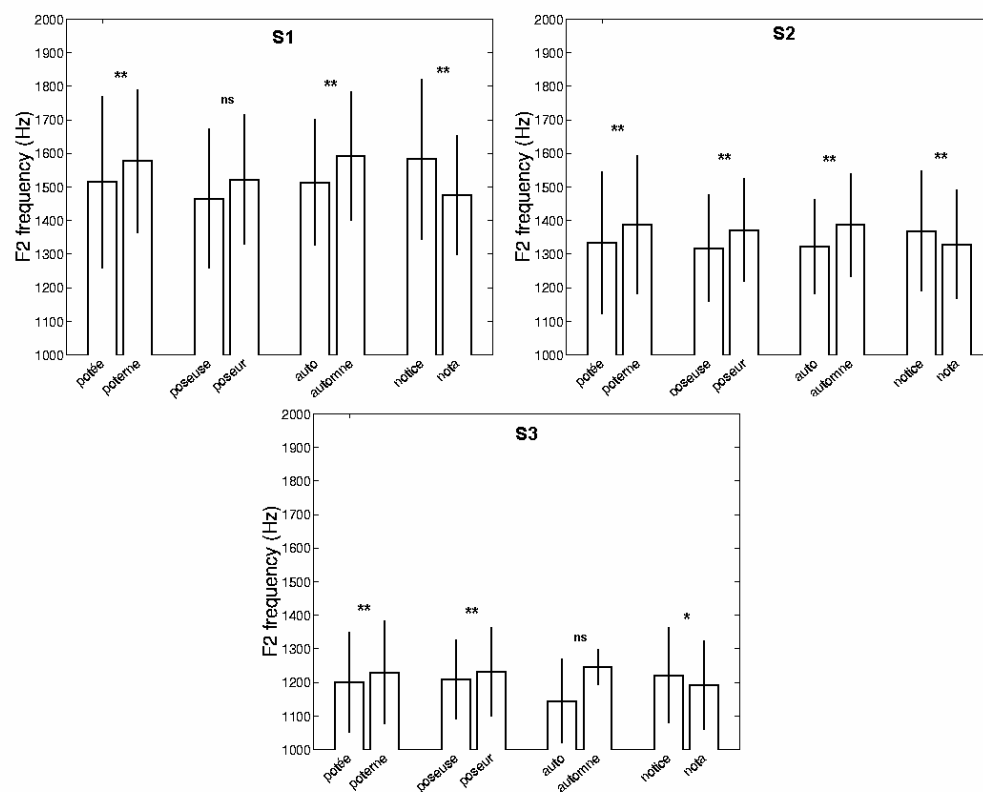 S1
F2 frequency (Hz)
2000
1900
1800
1700
1600
1500
1400
1300
1200
1100
1000
** ns ** **
potée poterne poseuse poseur auto automne notice nota
S2
F2 frequency (Hz)
2000
1900
1800
1700
1600
1500
1400
1300
1200
1100
1000
** ** ** **
potée poterne poseuse poseur auto automne notice nota
S3
F2 frequency (Hz)
2000
1900
1800
1700
1600
1500
1400
1300
1200
1100
1000
** ** ns *
potée poterne poseuse poseur auto automne notice nota